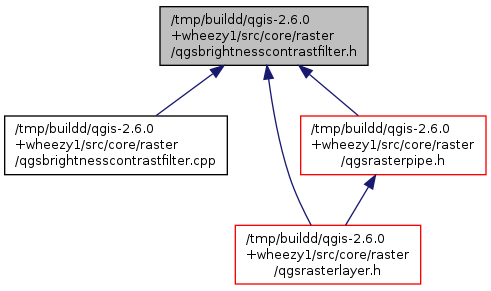 /tmp/buildd/qgis-2.6.0
+wheezy1/src/core/raster
/qgsbrightnesscontrastfilter.h
/tmp/buildd/qgis-2.6.0
+wheezy1/src/core/raster
/qgsbrightnesscontrastfilter.cpp
/tmp/buildd/qgis-2.6.0
+wheezy1/src/core/raster
/qgsrasterpipe.h
/tmp/buildd/qgis-2.6.0
+wheezy1/src/core/raster
/qgsrasterlayer.h